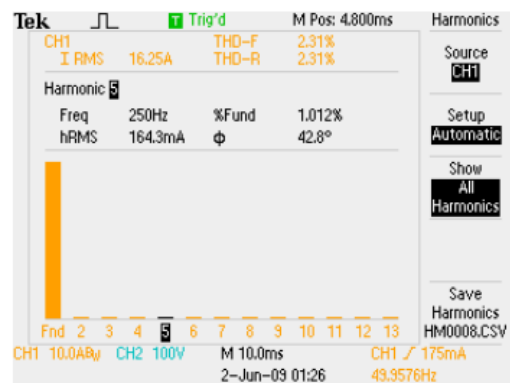 Tek T Trig'd M Pos: 4.800ms Harmonics
CH1 THD-F 2.31%
I RMS 16.25A THD-R 2.31%
Source
CH1
Harmonic 5
Freq 250Hz %Fund 1.012%
hRMS 164.3mA ϕ 42.8°
Setup
Automatic
Show
All
Harmonics
Save
Harmonics
HM0008.CSV
Fnd 2 3 4 5 6 7 8 9 10 11 12 13
CH1 10.0ABW CH2 100V M 10.0ms CH1 / 175mA
2-Jun-09 01:26 49.9576Hz